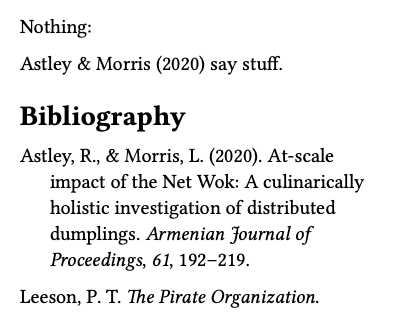 Nothing:
Astley & Morris (2020) say stuff.
Bibliography
Astley, R., & Morris, L. (2020). At-scale
impact of the Net Wok: A culinarically
holistic investigation of distributed
dumplings. Armenian Journal of
Proceedings, 61, 192–219.
Leeson, P. T. The Pirate Organization.